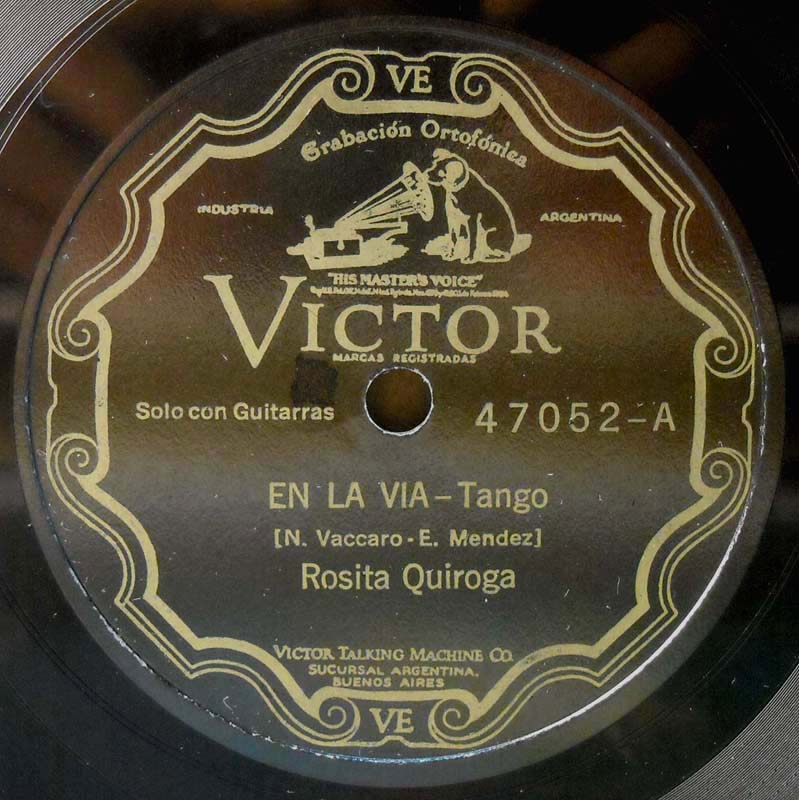 VE
Grabación Ortofónica
INDUSTRIA
ARGENTINA
"HIS MASTER'S VOICE"
VICTOR
MARCAS REGISTRADAS
Solo con Guitarras
47052-A
EN LA VIA - Tango
[N. Vaccaro - E. Mendez]
Rosita Quiroga
VICTOR TALKING MACHINE CO.
SUCURSAL ARGENTINA,
BUENOS AIRES
VE